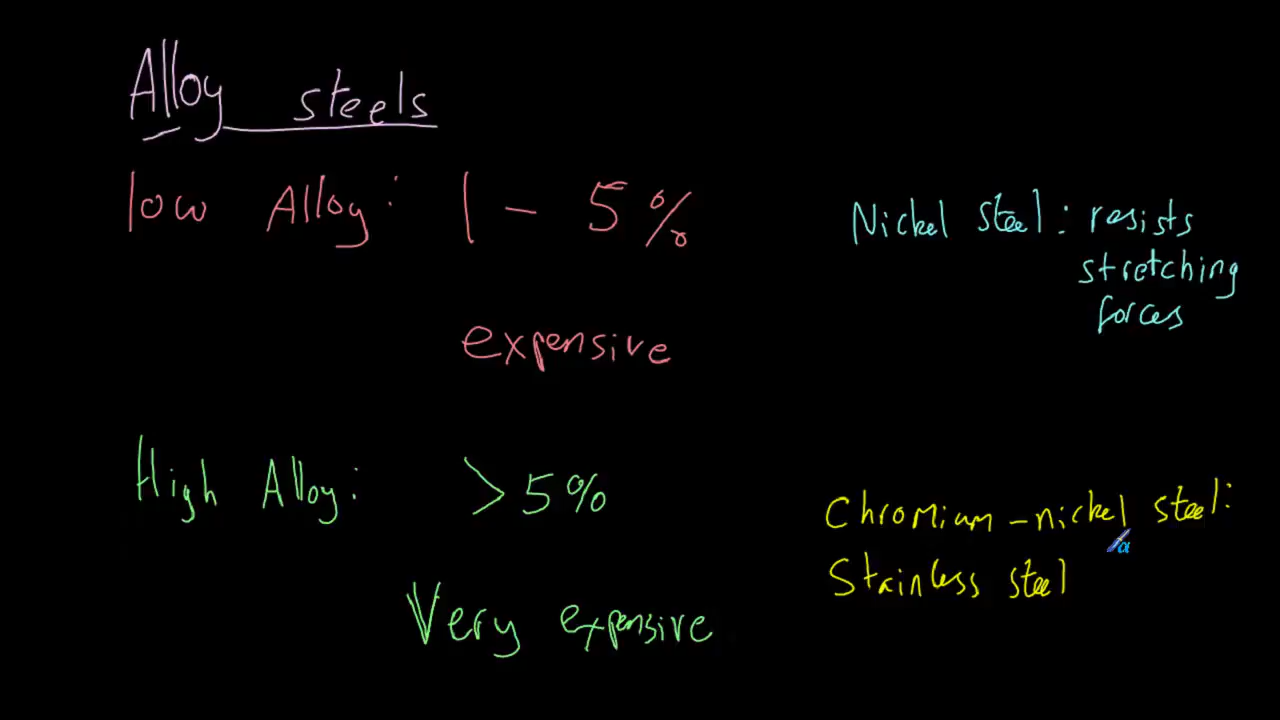 Alloy steels
low Alloy: 1 - 5%
expensive
Nickel steel: resists
stretching
forces
High Alloy: >5%
Very expensive
Chromium-nickel steel:
Stainless steel